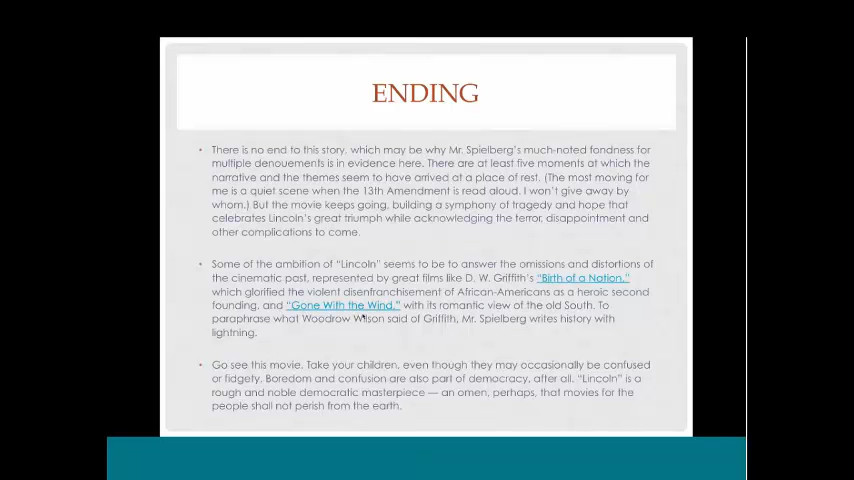 ENDING
• There is no end to this story, which may be why Mr. Spielberg's much-noted fondness for
multiple denouements is in evidence here. There are at least five moments at which the
narrative and the themes seem to have arrived at a place of rest. (The most moving for
me is a quiet scene when the 13th Amendment is read aloud. I won't give away by
whom.) But the movie keeps going, building a symphony of tragedy and hope that
celebrates Lincoln's great triumph while acknowledging the terror, disappointment and
other complications to come.
• Some of the ambition of "Lincoln" seems to be to answer the omissions and distortions of
the cinematic past, represented by great films like D. W. Griffith's "Birth of a Nation,"
which glorified the violent disenfranchisement of African-Americans as a heroic second
founding, and "Gone With the Wind," with its romantic view of the old South. To
paraphrase what Woodrow Wilson said of Griffith, Mr. Spielberg writes history with
lightning.
• Go see this movie. Take your children, even though they may occasionally be confused
or fidgety. Boredom and confusion are also part of democracy, after all. "Lincoln" is a
rough and noble democratic masterpiece — an omen, perhaps, that movies for the
people shall not perish from the earth.